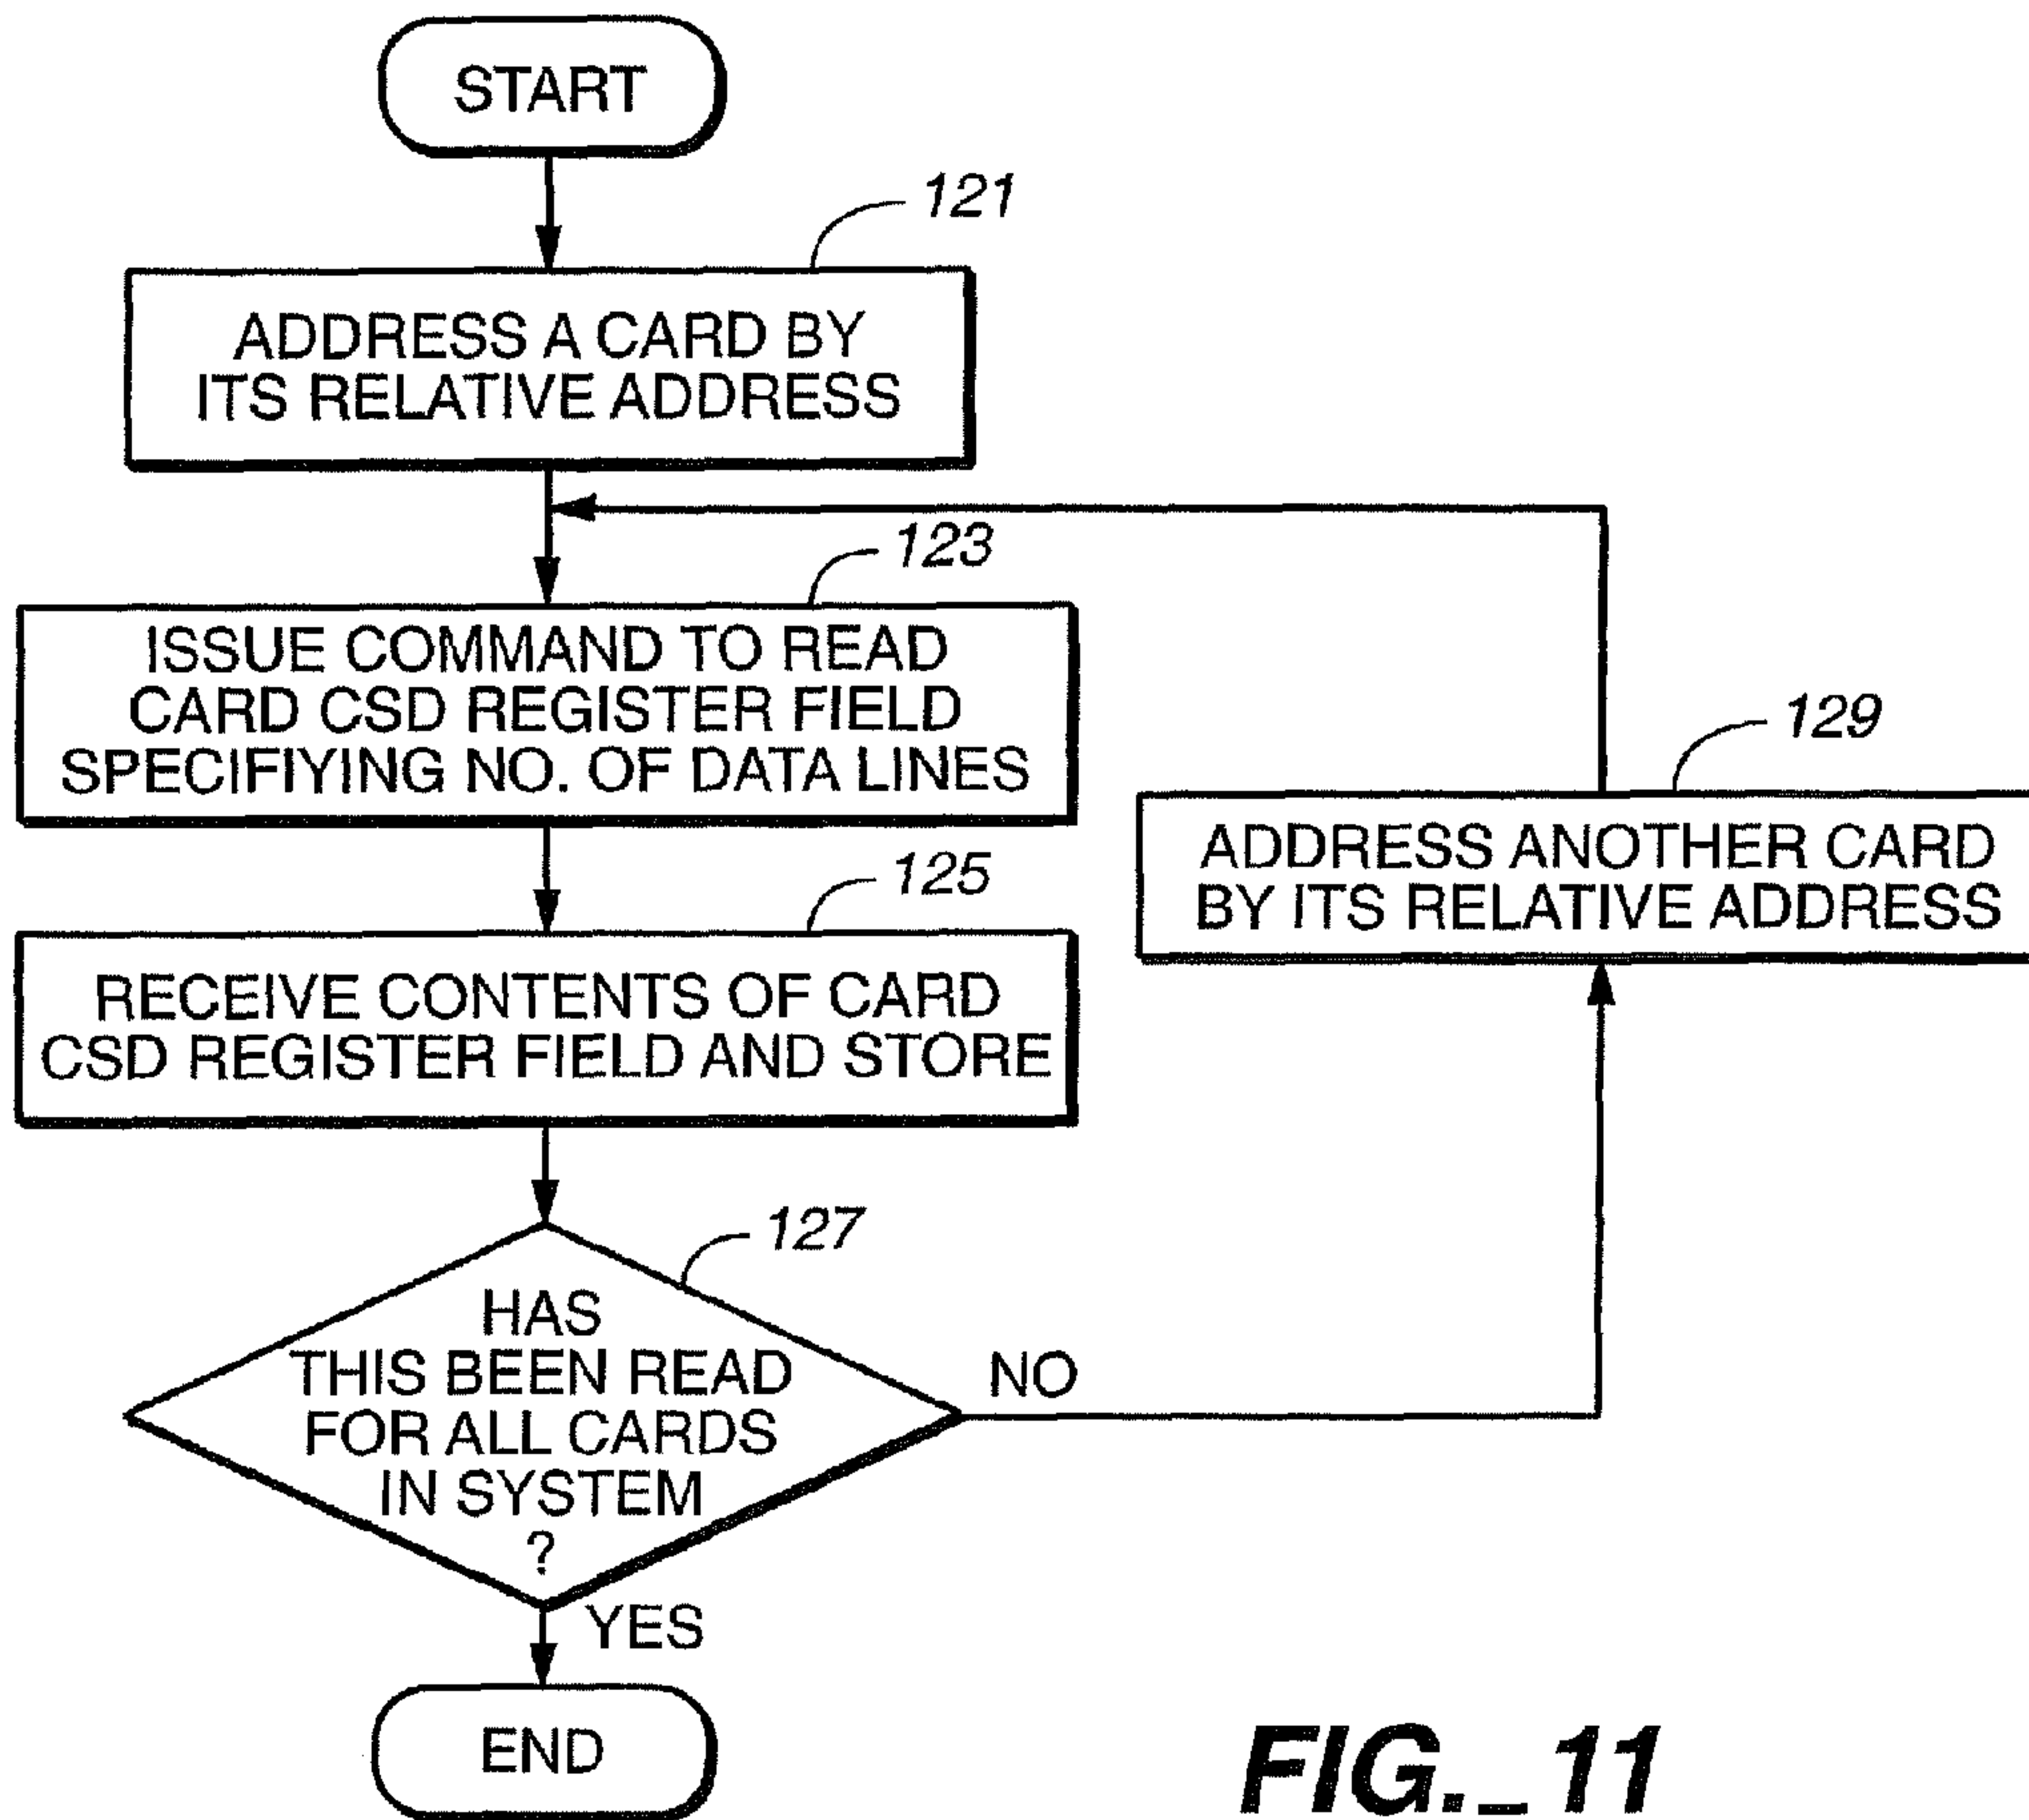 START
121
ADDRESS A CARD BY
ITS RELATIVE ADDRESS
123
ISSUE COMMAND TO READ
CARD CSD REGISTER FIELD
SPECIFIYING NO. OF DATA LINES
129
ADDRESS ANOTHER CARD
BY ITS RELATIVE ADDRESS
125
RECEIVE CONTENTS OF CARD
CSD REGISTER FIELD AND STORE
127
HAS
THIS BEEN READ
FOR ALL CARDS
IN SYSTEM
?
NO
YES
END
FIG._11